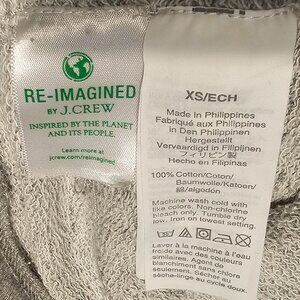 RE-IMAGINED
BY J.CREW
INSPIRED BY THE PLANET
AND ITS PEOPLE.
Learn more at
jcrew.com/reimagined
XS/ECH
Made in Philippines
Fabriqué aux Philippines
in Den Philippinen
Hergestellt
Vervaardigd in Filipijnen
フィリピン製
Hecho en Filipinas
100% Cotton/Coton/
Baumwolle/Katoen/
綿/algodón
Machine wash cold with
like colors. Non-chlorine
bleach only. Tumble dry
low. Iron on low if needed.
Laver à la machine à l'eau
froide avec des couleurs
similaires. Agent de
blanchiment sans chlore
seulement. Sécher au
sèche-linge au cycle doux.